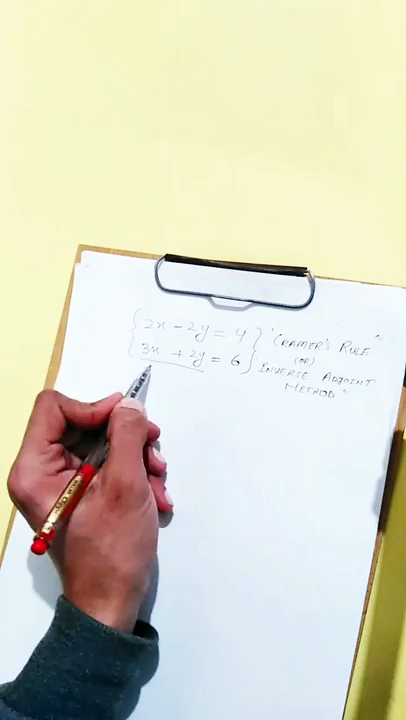 2x - 2y = 4
3x + 2y = 6
"CRAMER'S RULE"
(OR)
INVERSE ADJOINT
METHOD"